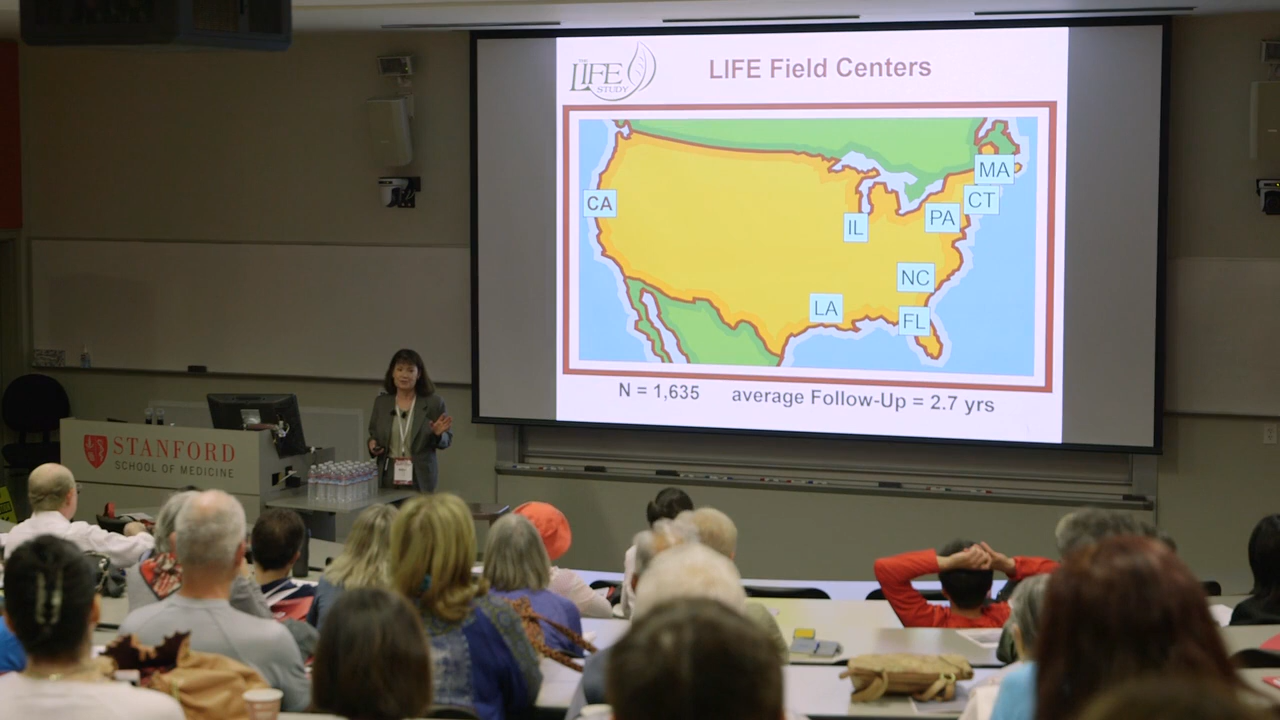 THE
LIFE
STUDY
LIFE Field Centers
MA
CA
CT
PA
IL
NC
LA
FL
N = 1,635 average Follow-Up = 2.7 yrs
STANFORD
SCHOOL OF MEDICINE